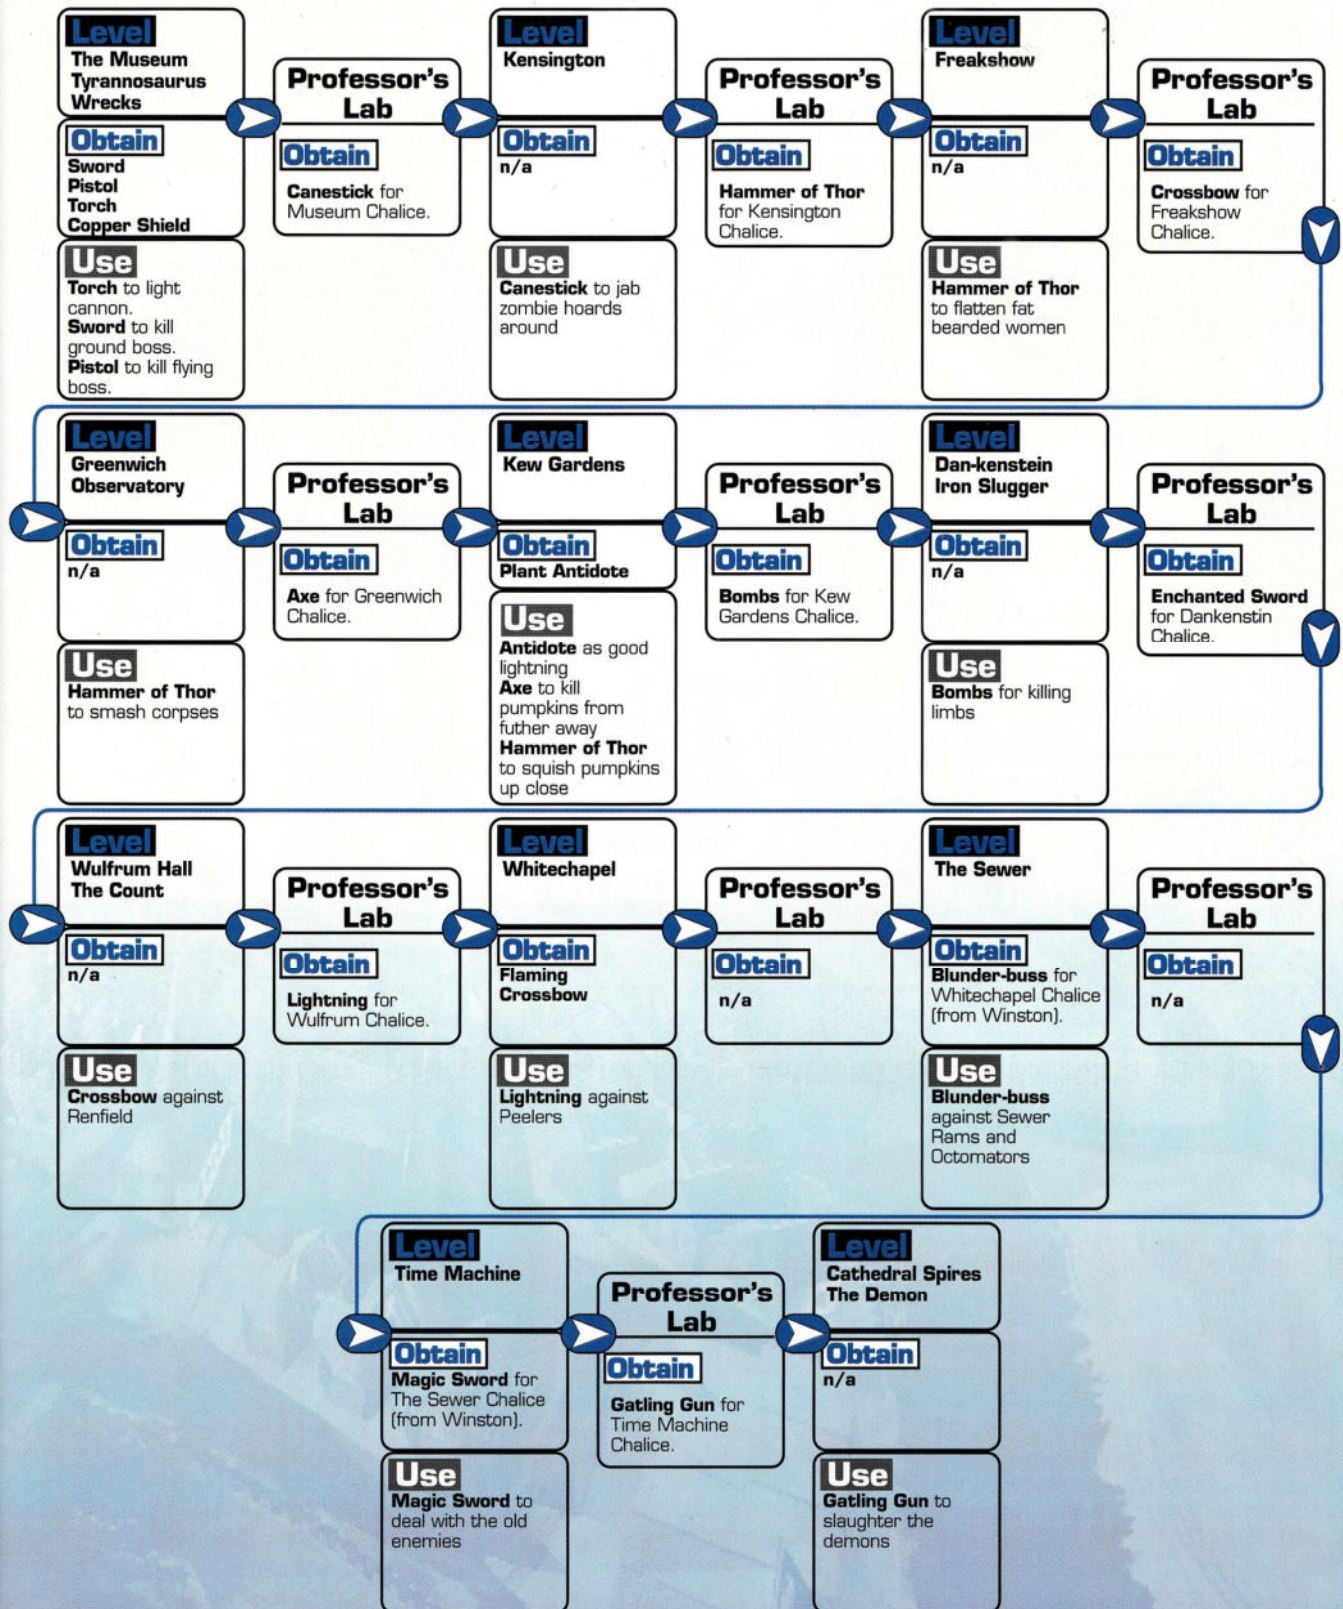 Level
The Museum
Tyrannosaurus
Wrecks
Obtain
Sword
Pistol
Torch
Copper Shield
Use
Torch to light
cannon.
Sword to kill
ground boss.
Pistol to kill flying
boss.
Professor's
Lab
Obtain
Canestick for
Museum Chalice.
Level
Kensington
Obtain
n/a
Use
Canestick to jab
zombie hoards
around
Professor's
Lab
Obtain
Hammer of Thor
for Kensington
Chalice.
Level
Freakshow
Obtain
n/a
Use
Hammer of Thor
to flatten fat
bearded women
Professor's
Lab
Obtain
Crossbow for
Freakshow
Chalice.
Level
Greenwich
Observatory
Obtain
n/a
Use
Hammer of Thor
to smash corpses
Professor's
Lab
Obtain
Axe for Greenwich
Chalice.
Level
Kew Gardens
Obtain
Plant Antidote
Use
Antidote as good
lightning
Axe to kill
pumpkins from
futher away
Hammer of Thor
to squish pumpkins
up close
Professor's
Lab
Obtain
Bombs for Kew
Gardens Chalice.
Level
Dan-kenstein
Iron Slugger
Obtain
n/a
Use
Bombs for killing
limbs
Professor's
Lab
Obtain
Enchanted Sword
for Dankenstin
Chalice.
Level
Wulfrum Hall
The Count
Obtain
n/a
Use
Crossbow against
Renfield
Professor's
Lab
Obtain
Lightning for
Wulfrum Chalice.
Level
Whitechapel
Obtain
Flaming
Crossbow
Use
Lightning against
Peelers
Professor's
Lab
Obtain
n/a
Level
The Sewer
Obtain
Blunder-buss for
Whitechapel Chalice
(from Winston).
Use
Blunder-buss
against Sewer
Rams and
Octomators
Professor's
Lab
Obtain
n/a
Level
Time Machine
Obtain
Magic Sword for
The Sewer Chalice
(from Winston).
Use
Magic Sword to
deal with the old
enemies
Professor's
Lab
Obtain
Gatling Gun for
Time Machine
Chalice.
Level
Cathedral Spires
The Demon
Obtain
n/a
Use
Gatling Gun to
slaughter the
demons